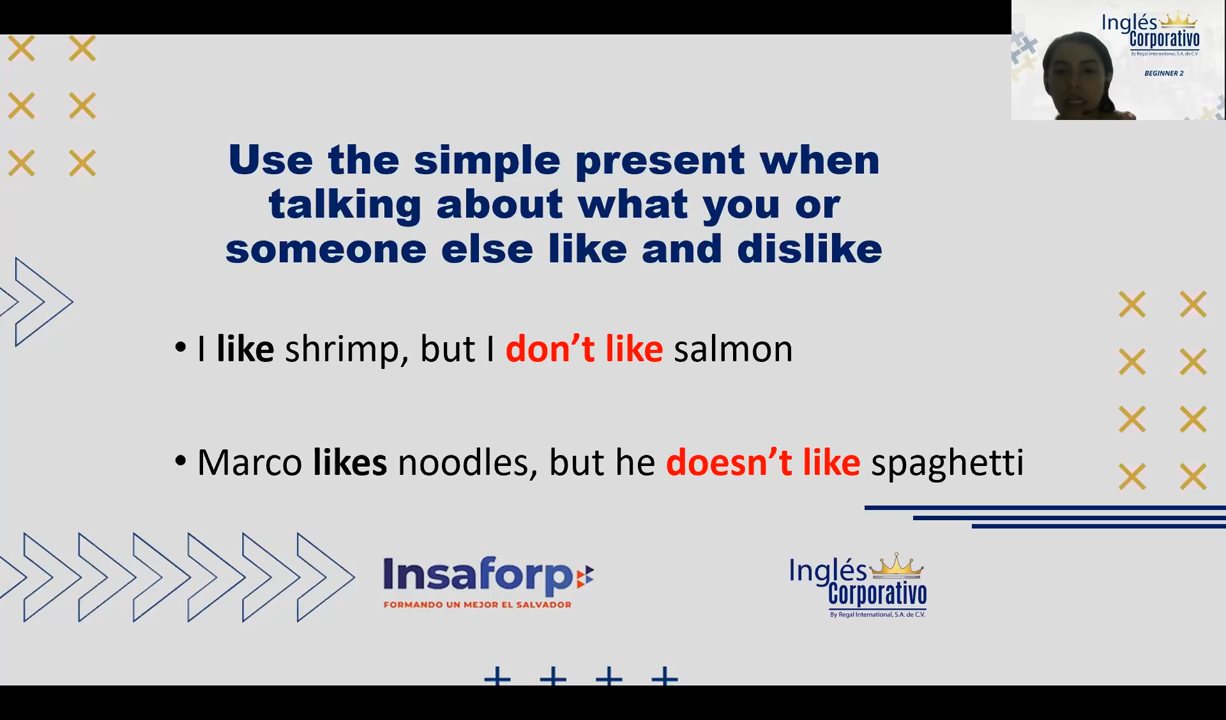 Inglés
Corporativo
By Regal International, S.A. de C.V.
BEGINNER 2
Use the simple present when
talking about what you or
someone else like and dislike
• I like shrimp, but I don’t like salmon
• Marco likes noodles, but he doesn’t like spaghetti
Insaforp
FORMANDO UN MEJOR EL SALVADOR
Inglés
Corporativo
By Regal International, S.A. de C.V.